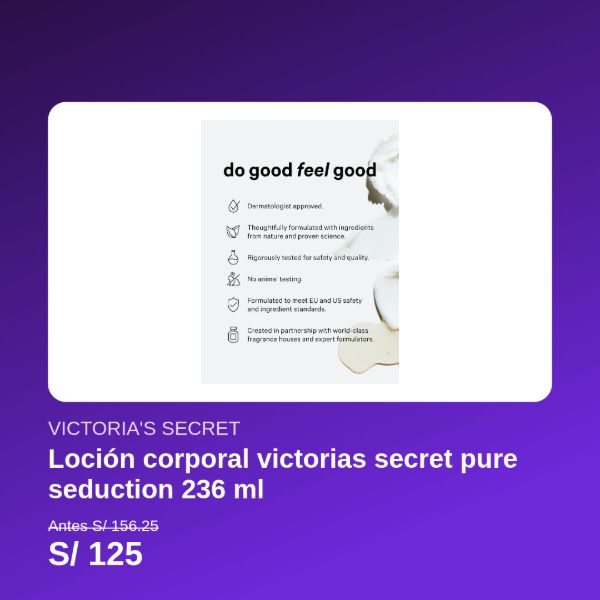 do good feel good
Dermatologist approved.
Thoughtfully formulated with ingredients
from nature and proven science.
Rigorously tested for safety and quality.
No animal testing.
Formulated to meet EU and US safety
and ingredient standards.
Created in partnership with world-class
fragrance houses and expert formulators.
VICTORIA'S SECRET
Loción corporal victorias secret pure
seduction 236 ml
Antes S/ 156.25
S/ 125